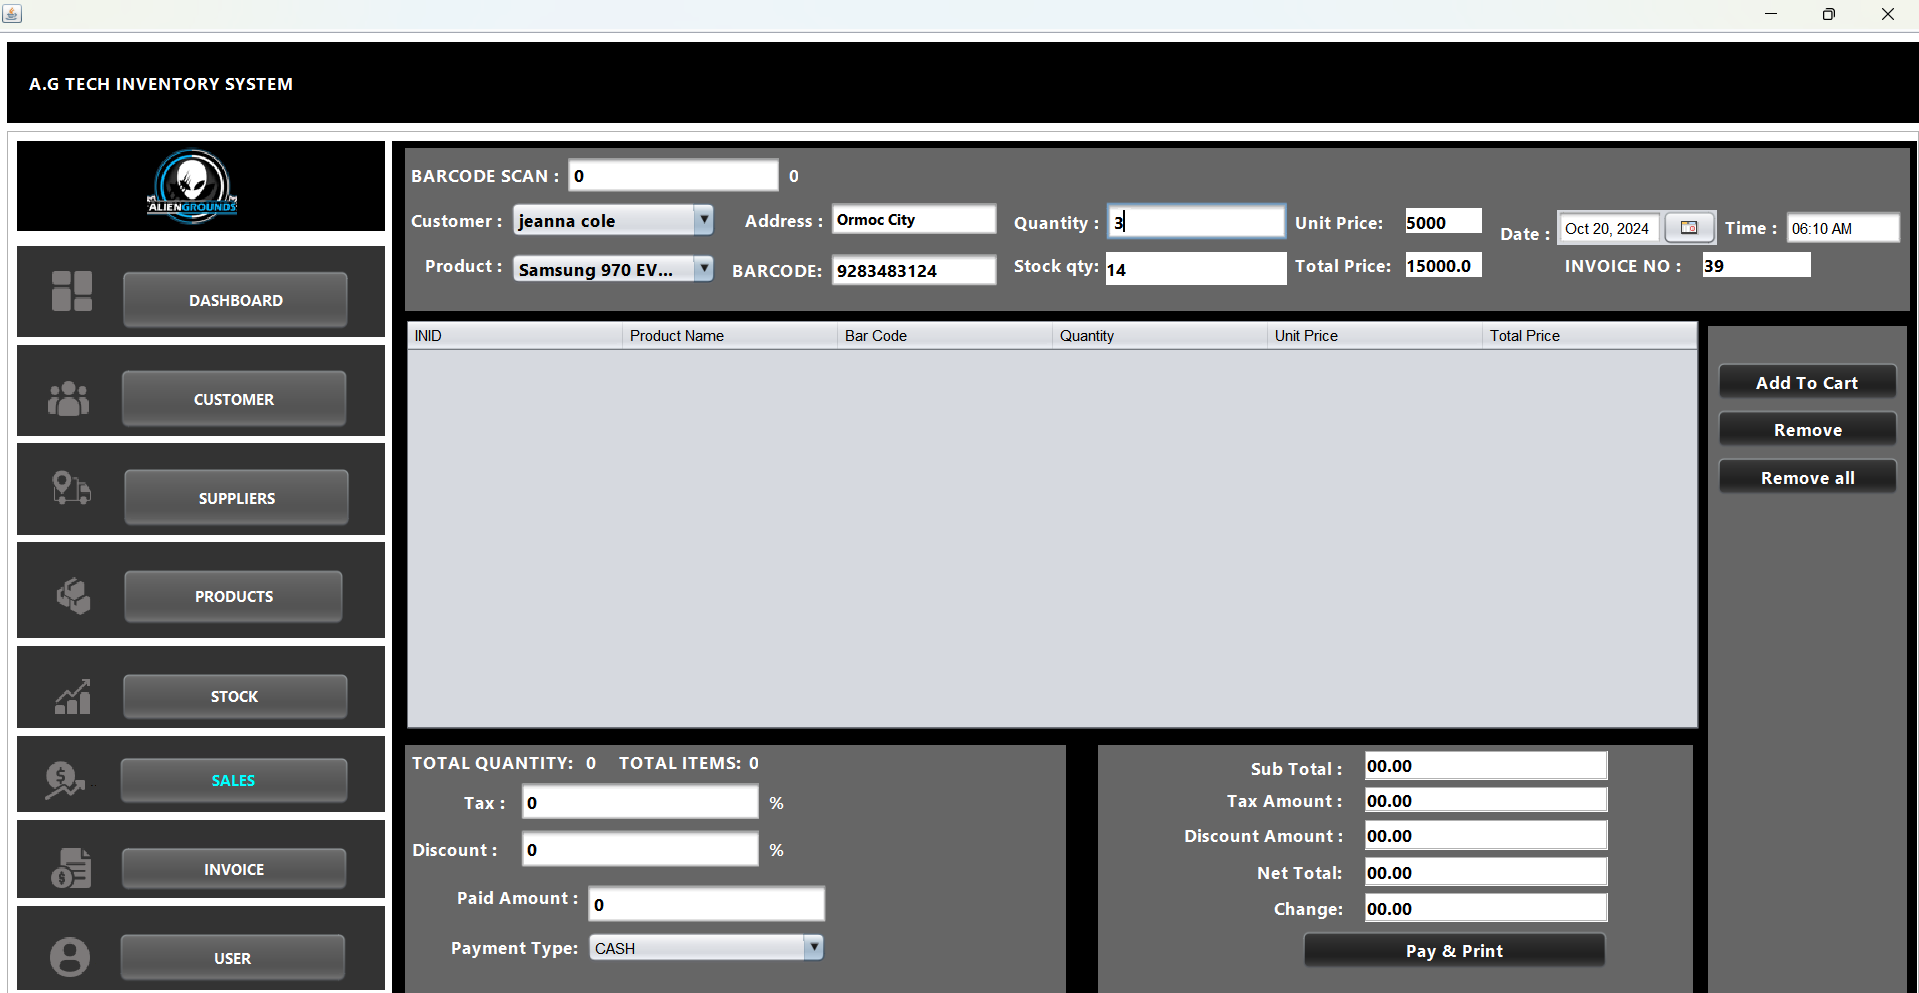 A.G TECH INVENTORY SYSTEM
ALIENGROUNDS
DASHBOARD
CUSTOMER
SUPPLIERS
PRODUCTS
STOCK
SALES
INVOICE
USER
BARCODE SCAN : 0 0
Customer : jeanna cole Address : Ormoc City Quantity : 3 Unit Price: 5000 Date : Oct 20, 2024 Time : 06:10 AM
Product : Samsung 970 EV... BARCODE: 9283483124 Stock qty: 14 Total Price: 15000.0 INVOICE NO : 39
INID Product Name Bar Code Quantity Unit Price Total Price
Add To Cart
Remove
Remove all
TOTAL QUANTITY: 0 TOTAL ITEMS: 0
Tax : 0 %
Discount : 0 %
Paid Amount : 0
Payment Type: CASH
Sub Total : 00.00
Tax Amount : 00.00
Discount Amount : 00.00
Net Total: 00.00
Change: 00.00
Pay & Print